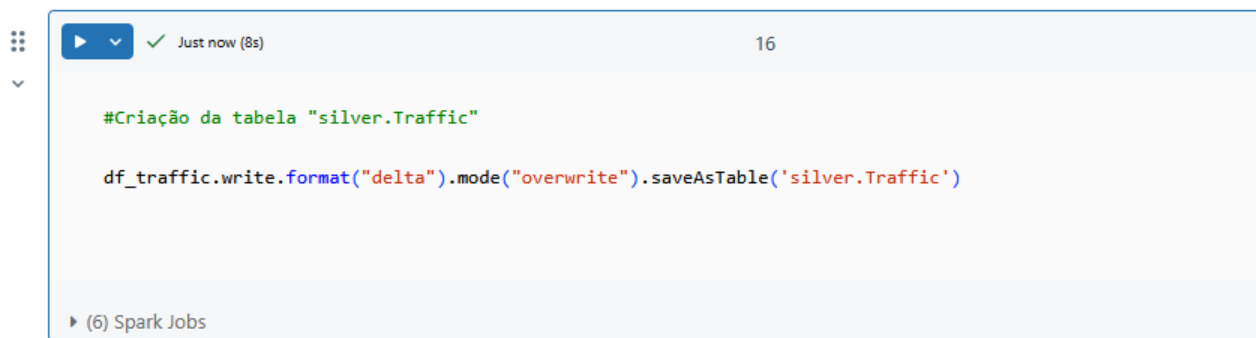 Just now (8s)
16
#Criação da tabela "silver.Traffic"
df_traffic.write.format("delta").mode("overwrite").saveAsTable('silver.Traffic')
(6) Spark Jobs